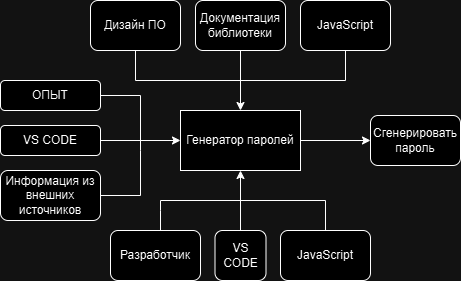 Дизайн ПО
Документация
библиотеки
JavaScript
ОПЫТ
VS CODE
Информация из
внешних
источников
Генератор паролей
Сгенерировать
пароль
Разработчик
VS
CODE
JavaScript